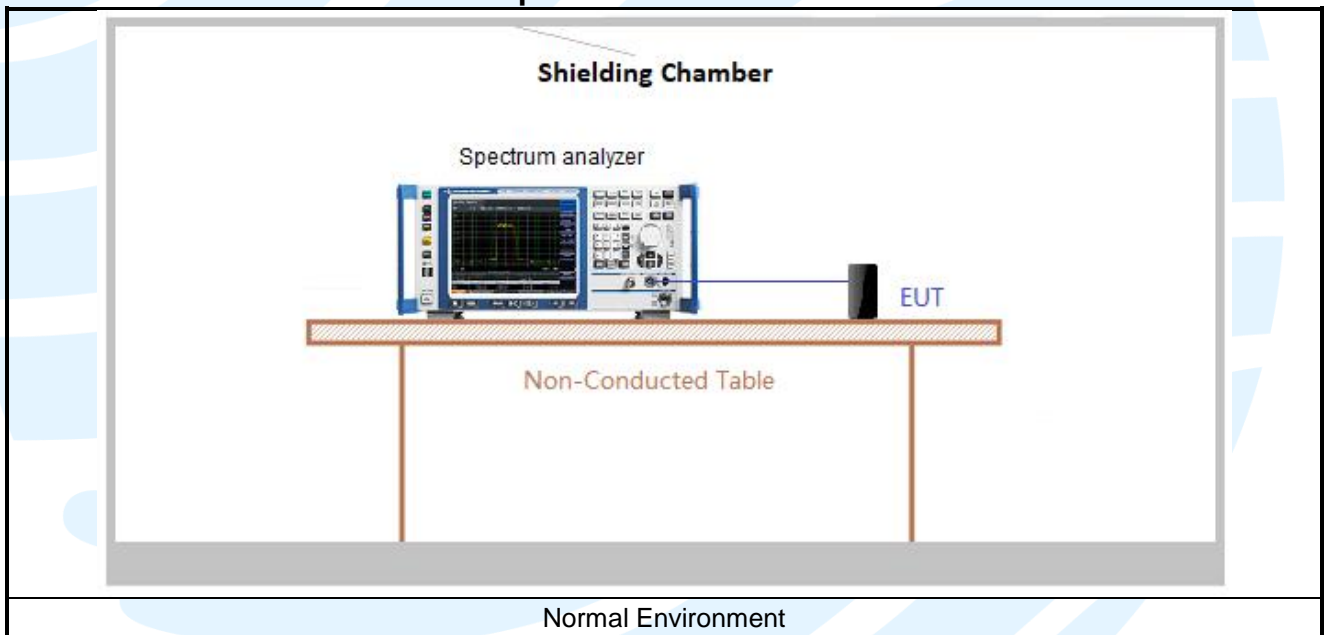 Shielding Chamber
Spectrum analyzer
EUT
Non-Conducted Table
Normal Environment